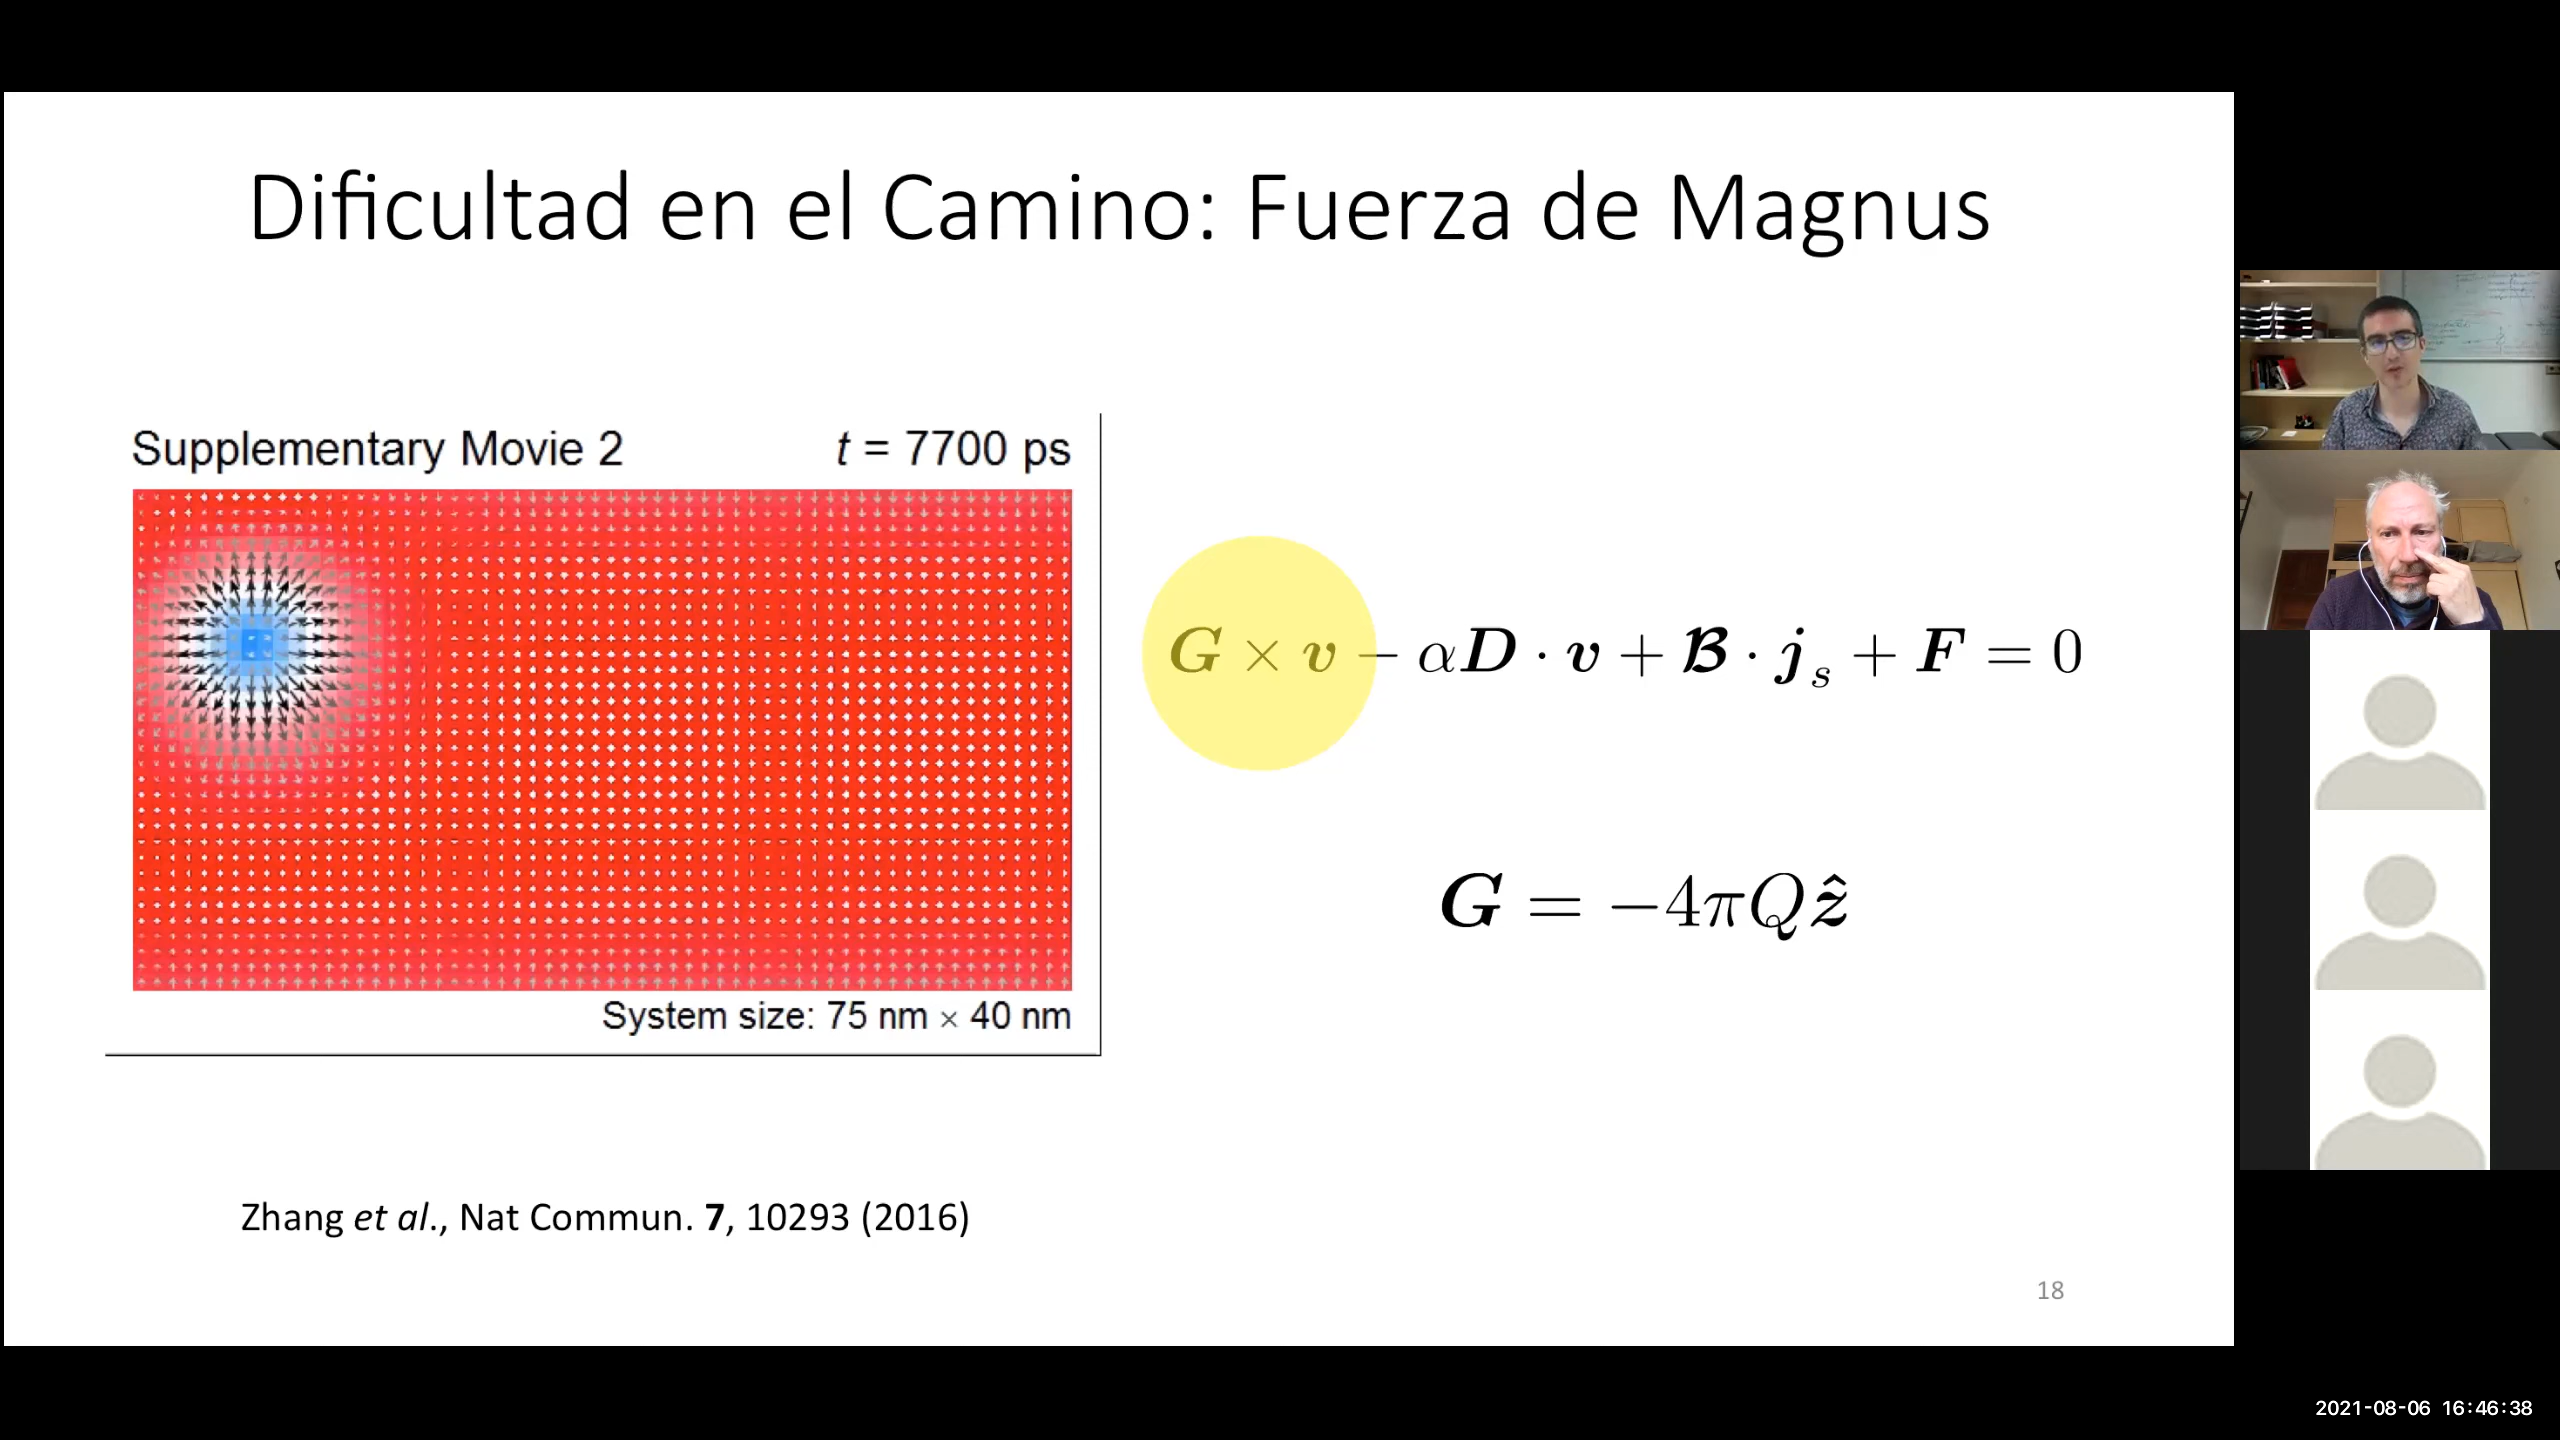 Dificultad en el Camino: Fuerza de Magnus
Supplementary Movie 2 t = 7700 ps
System size: 75 nm × 40 nm
G × v − αD · v + ℬ · j_s + F = 0
G = −4πQẑ
Zhang et al., Nat Commun. 7, 10293 (2016)
18
2021-08-06 16:46:38